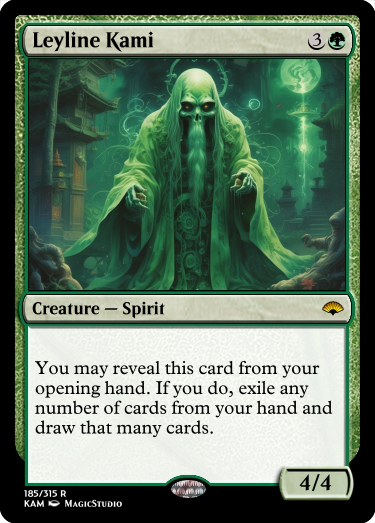 Leyline Kami 3
Creature — Spirit
You may reveal this card from your
opening hand. If you do, exile any
number of cards from your hand and
draw that many cards.
4/4
185/315 R
KAM MagicStudio